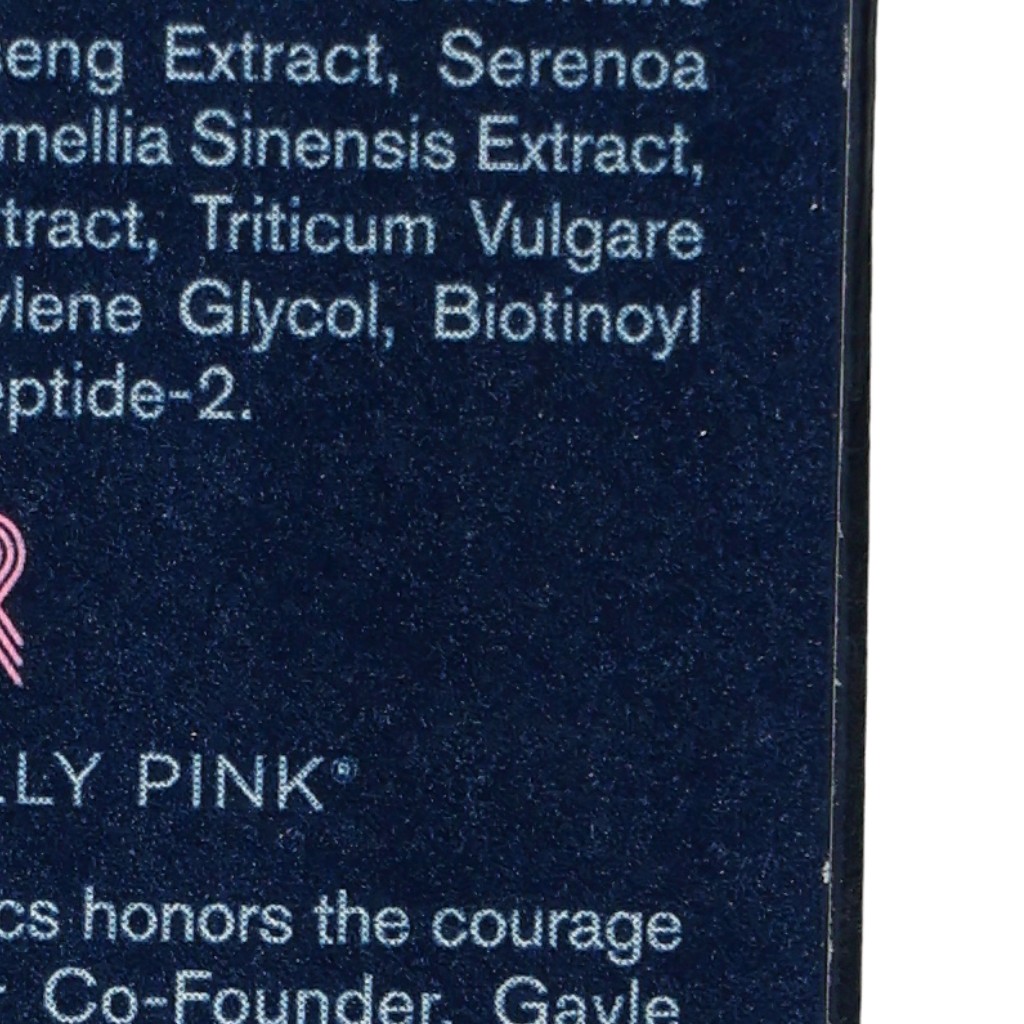 seng Extract, Serenoa
mellia Sinensis Extract,
tract, Triticum Vulgare
ylene Glycol, Biotinoyl
eptide-2.
LLY PINK®
cs honors the courage
Co-Founder, Gayle